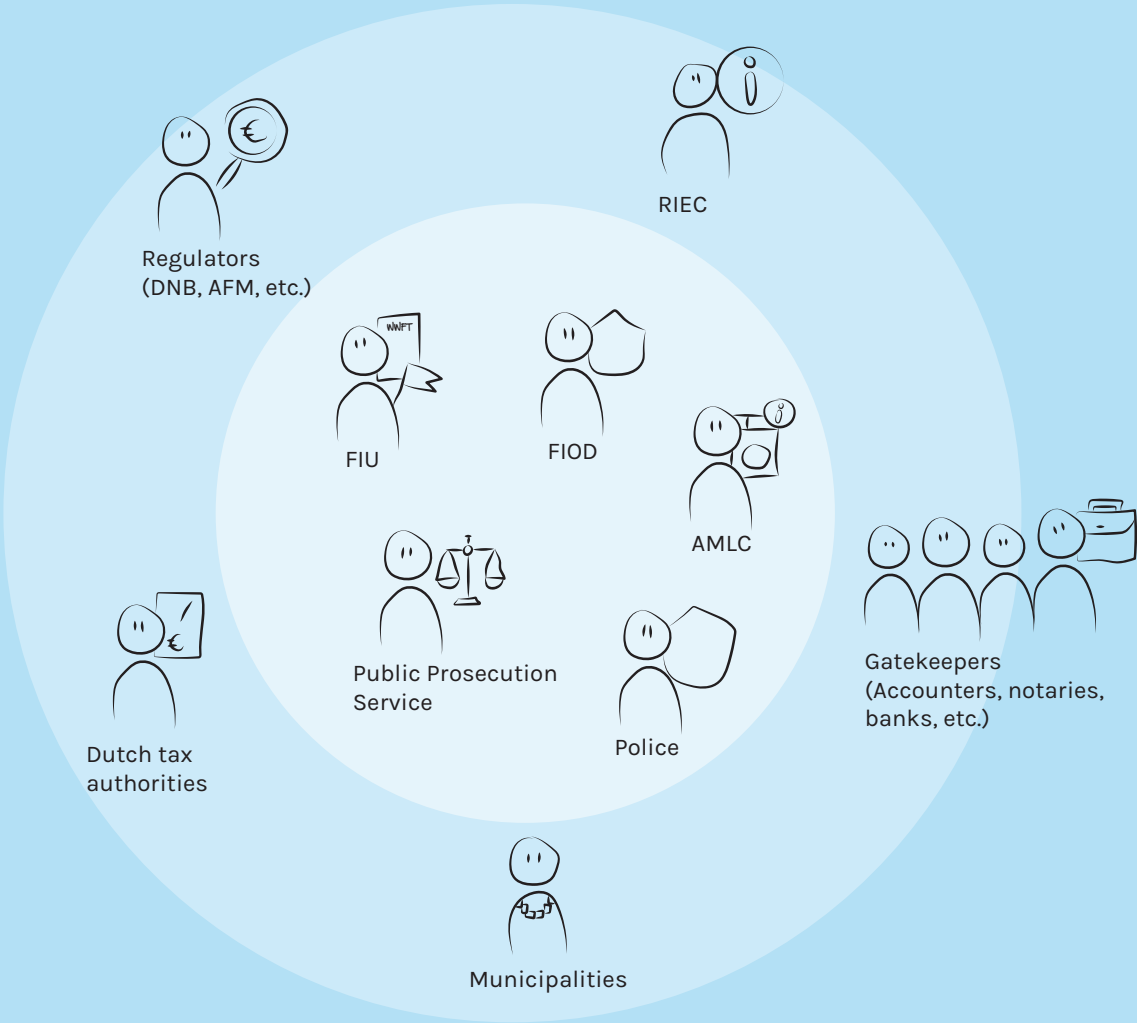 i
€
RIEC
Regulators
(DNB, AFM, etc.)
WWFT
FIU
FIOD
i
AMLC
Public Prosecution
Service
Police
Gatekeepers
(Accounters, notaries,
banks, etc.)
€
Dutch tax
authorities
Municipalities